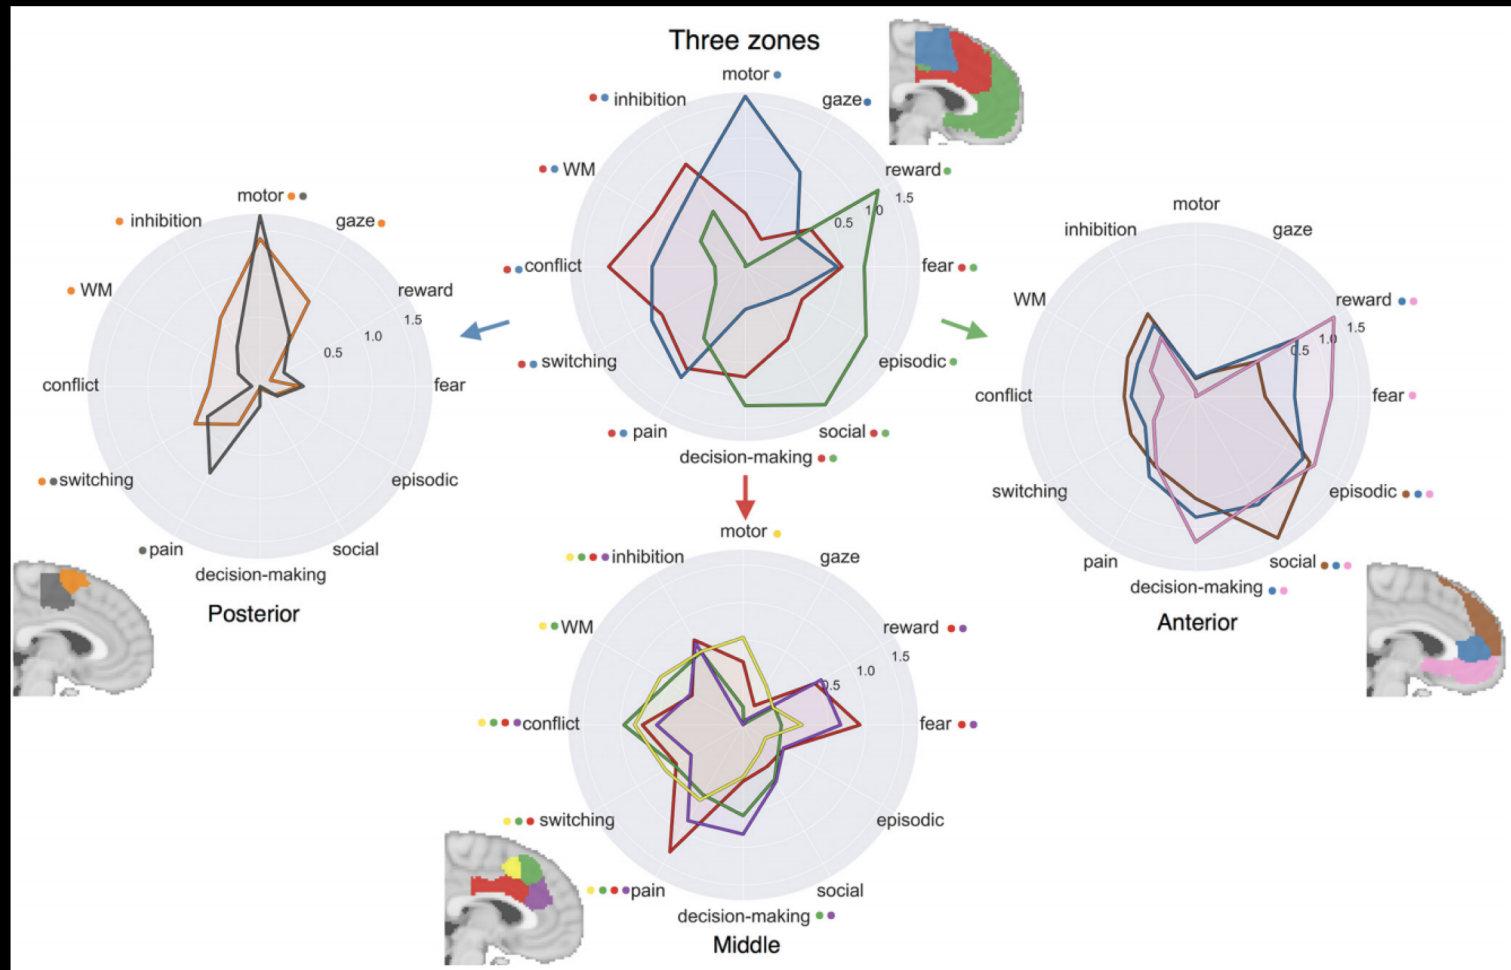 Three zones
motor
inhibition
gaze
WM
reward
1.5
1.0
0.5
conflict
fear
switching
episodic
pain
social
decision-making
motor
inhibition
gaze
WM
reward
1.5
1.0
0.5
conflict
fear
switching
episodic
pain
social
decision-making
Posterior
motor
inhibition
gaze
WM
reward
1.5
1.0
0.5
conflict
fear
switching
episodic
pain
social
decision-making
Anterior
motor
inhibition
gaze
WM
reward
1.5
1.0
0.5
conflict
fear
switching
episodic
pain
social
decision-making
Middle